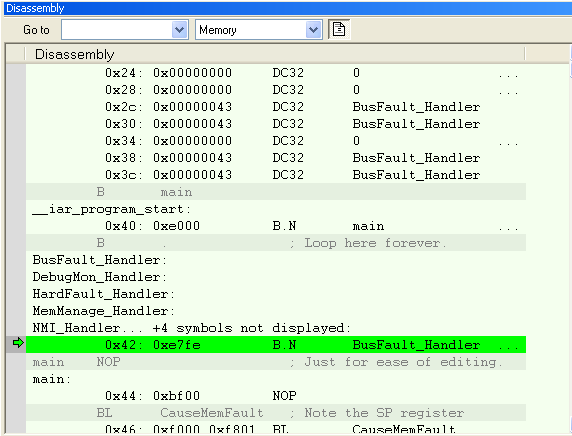 Disassembly
Go to Memory
Disassembly
0x24: 0x00000000 DC32 0 ...
0x28: 0x00000000 DC32 0 ...
0x2c: 0x00000043 DC32 BusFault_Handler
0x30: 0x00000043 DC32 BusFault_Handler
0x34: 0x00000000 DC32 0 ...
0x38: 0x00000043 DC32 BusFault_Handler
0x3c: 0x00000043 DC32 BusFault_Handler
B main
__iar_program_start:
0x40: 0xe000 B.N main ...
B . ; Loop here forever.
BusFault_Handler:
DebugMon_Handler:
HardFault_Handler:
MemManage_Handler:
NMI_Handler... +4 symbols not displayed:
0x42: 0xe7fe B.N BusFault_Handler ...
main NOP ; Just for ease of editing.
main:
0x44: 0xbf00 NOP
BL CauseMemFault ; Note the SP register
0x46: 0xf000 0xf801 BL CauseMemFault